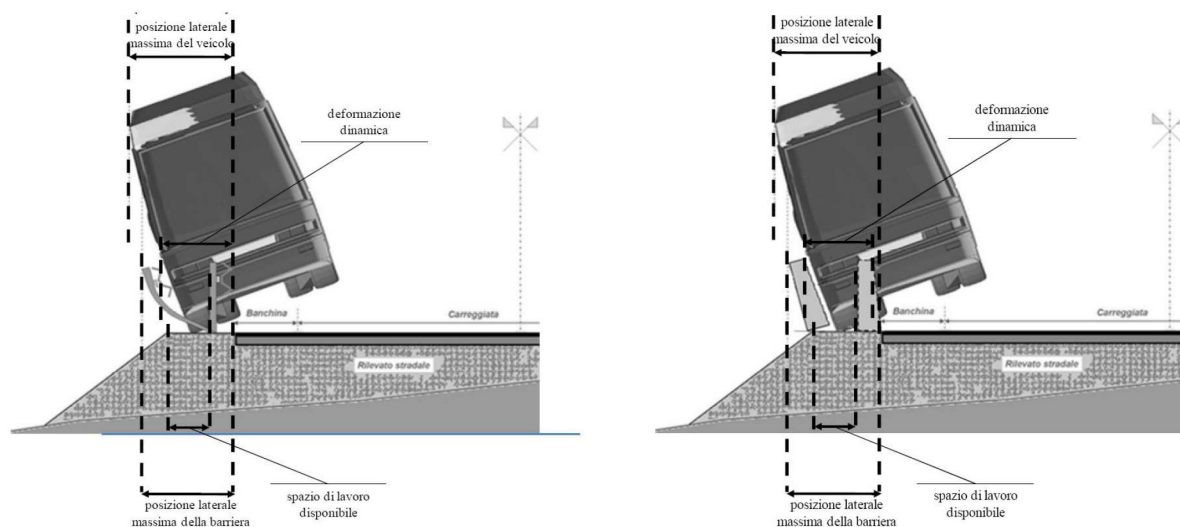 posizione laterale
massima del veicolo
deformazione
dinamica
Banchina
Carreggiata
Rilevato stradale
spazio di lavoro
disponibile
posizione laterale
massima della barriera
posizione laterale
massima del veicolo
deformazione
dinamica
Banchina
Carreggiata
Rilevato stradale
spazio di lavoro
disponibile
posizione laterale
massima della barriera